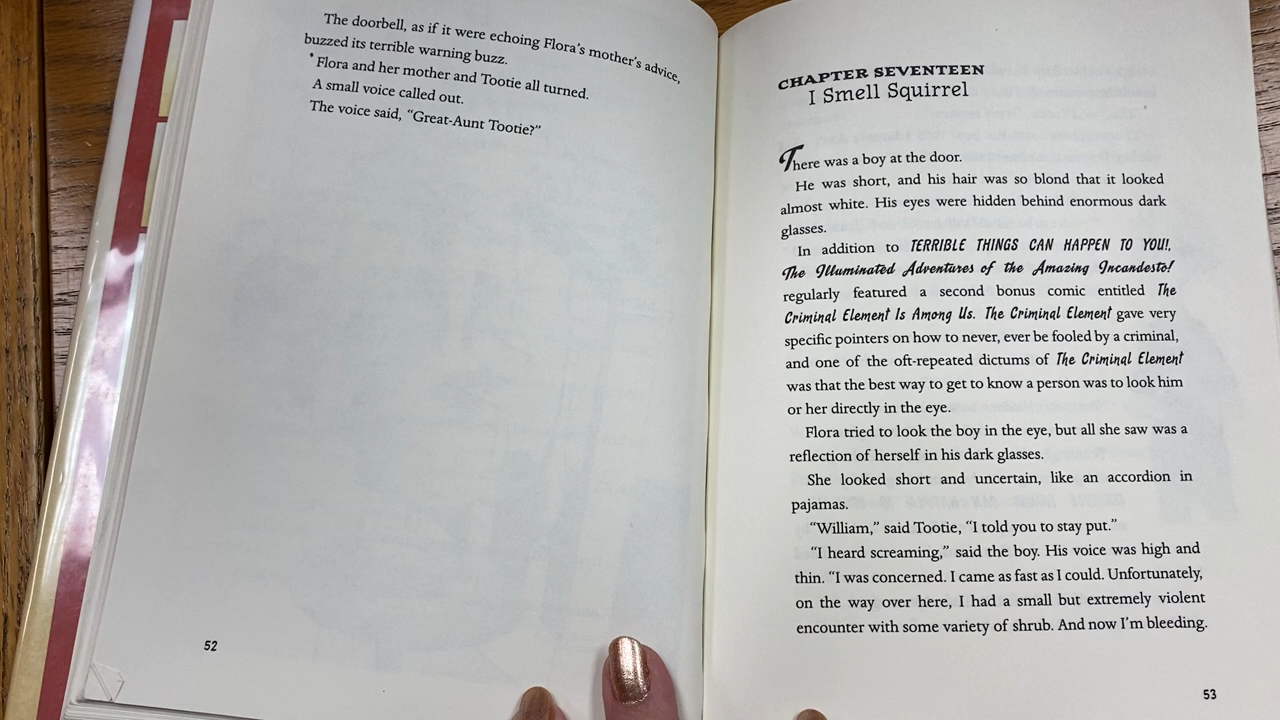 The doorbell, as if it were echoing Flora's mother's advice,
buzzed its terrible warning buzz.
Flora and her mother and Tootie all turned.
A small voice called out.
The voice said, “Great-Aunt Tootie?”
52
CHAPTER SEVENTEEN
I Smell Squirrel
There was a boy at the door.
He was short, and his hair was so blond that it looked
almost white. His eyes were hidden behind enormous dark
glasses.
In addition to TERRIBLE THINGS CAN HAPPEN TO YOU!,
The Illuminated Adventures of the Amazing Incandesto!
regularly featured a second bonus comic entitled The
Criminal Element Is Among Us. The Criminal Element gave very
specific pointers on how to never, ever be fooled by a criminal,
and one of the oft-repeated dictums of The Criminal Element
was that the best way to get to know a person was to look him
or her directly in the eye.
Flora tried to look the boy in the eye, but all she saw was a
reflection of herself in his dark glasses.
She looked short and uncertain, like an accordion in
pajamas.
“William,” said Tootie, “I told you to stay put.”
“I heard screaming,” said the boy. His voice was high and
thin. “I was concerned. I came as fast as I could. Unfortunately,
on the way over here, I had a small but extremely violent
encounter with some variety of shrub. And now I'm bleeding.
53